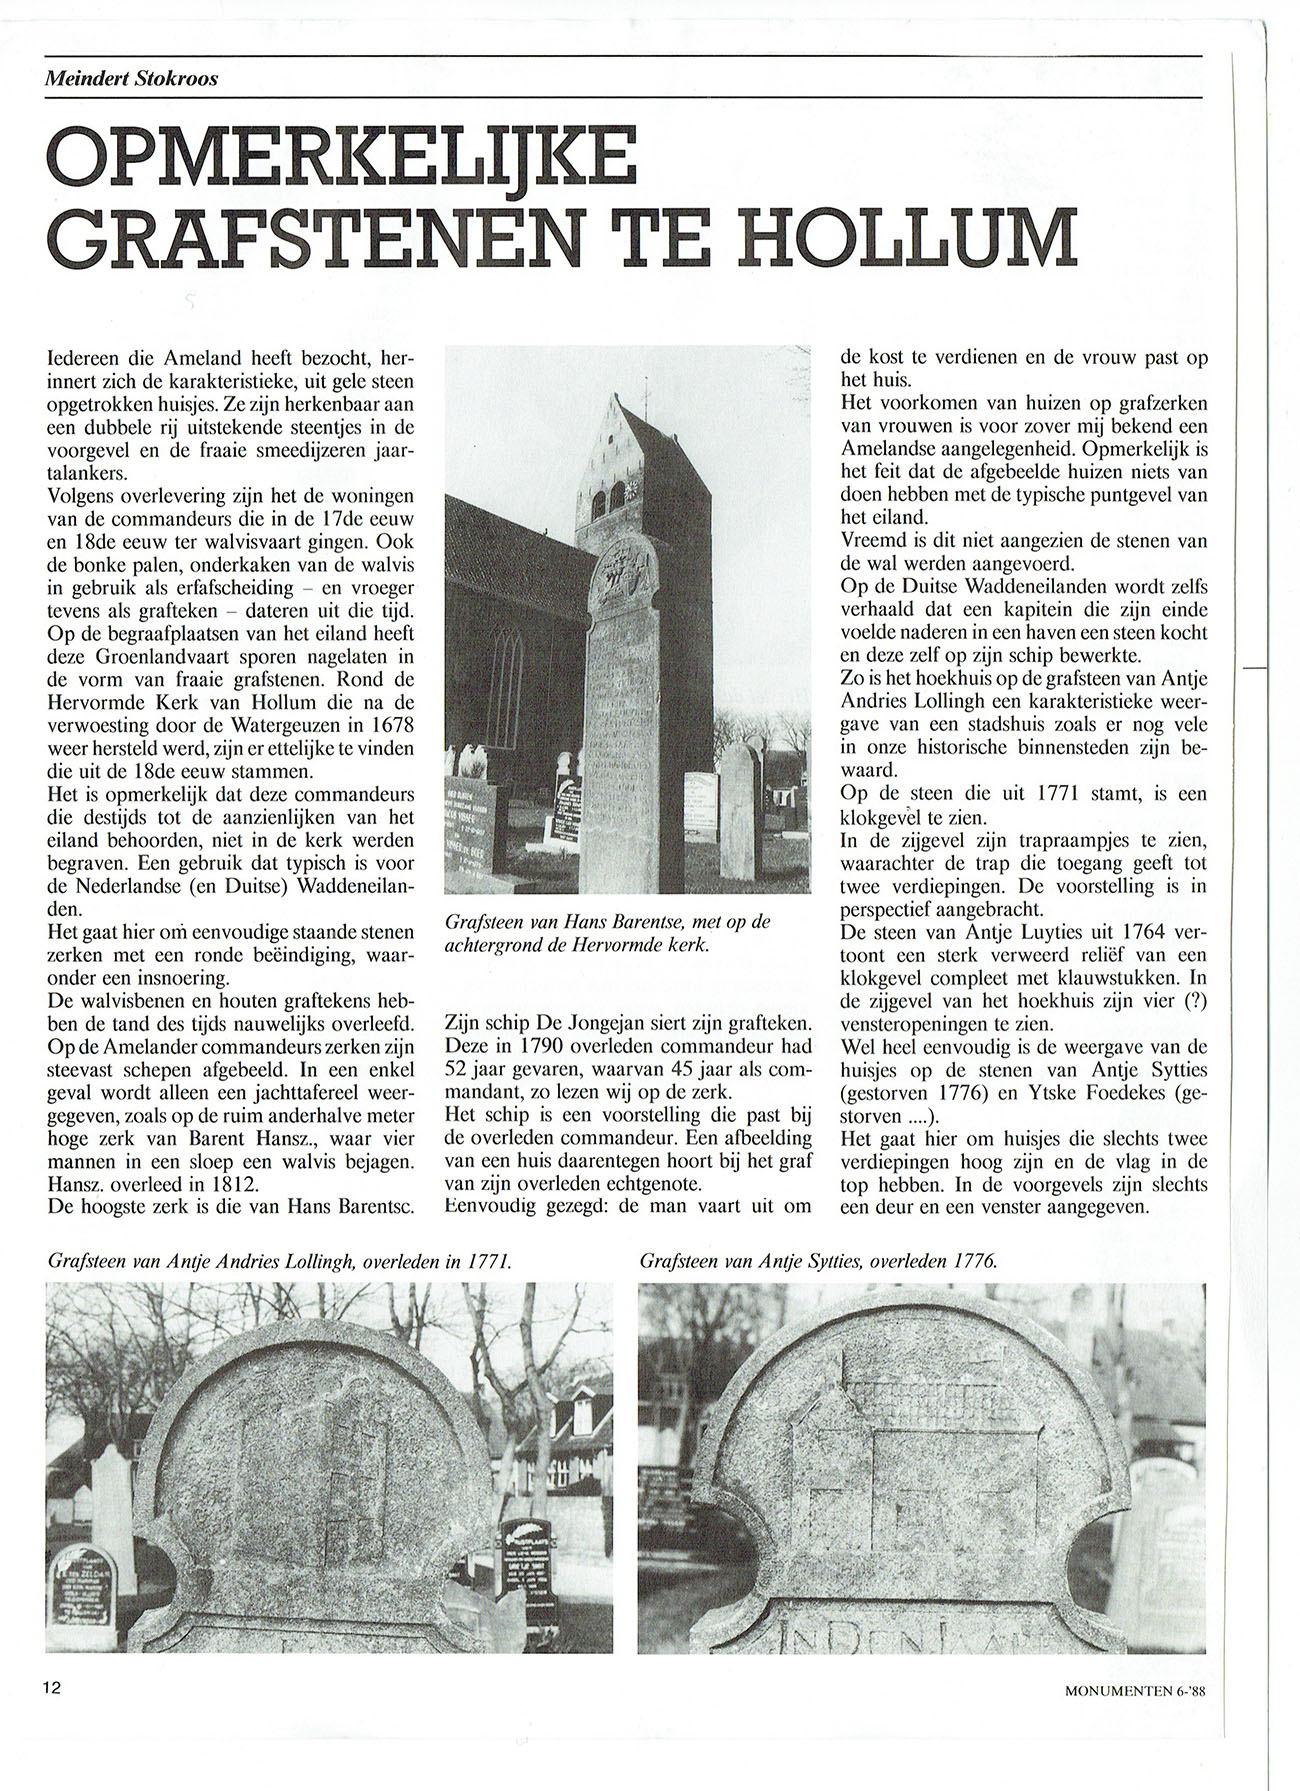 Meindert Stokroos
OPMERKELIJKE
GRAFSTENEN TE HOLLUM
Iedereen die Ameland heeft bezocht, her-
innert zich de karakteristieke, uit gele steen
opgetrokken huisjes. Ze zijn herkenbaar aan
een dubbele rij uitstekende steentjes in de
voorgevel en de fraaie smeedijzeren jaar-
talankers.
Volgens overlevering zijn het de woningen
van de commandeurs die in de 17de eeuw
en 18de eeuw ter walvisvaart gingen. Ook
de bonke palen, onderkaken van de walvis
in gebruik als erfafscheiding – en vroeger
tevens als grafteken – dateren uit die tijd.
Op de begraafplaatsen van het eiland heeft
deze Groenlandvaart sporen nagelaten in
de vorm van fraaie grafstenen. Rond de
Hervormde Kerk van Hollum die na de
verwoesting door de Watergeuzen in 1678
weer hersteld werd, zijn er ettelijke te vinden
die uit de 18de eeuw stammen.
Het is opmerkelijk dat deze commandeurs
die destijds tot de aanzienlijken van het
eiland behoorden, niet in de kerk werden
begraven. Een gebruik dat typisch is voor
de Nederlandse (en Duitse) Waddeneilan-
den.
Het gaat hier om eenvoudige staande stenen
zerken met een ronde beëindiging, waar-
onder een insnoering.
De walvisbenen en houten graftekens heb-
ben de tand des tijds nauwelijks overleefd.
Op de Amelander commandeurs zerken zijn
steevast schepen afgebeeld. In een enkel
geval wordt alleen een jachttafereel weer-
gegeven, zoals op de ruim anderhalve meter
hoge zerk van Barent Hansz., waar vier
mannen in een sloep een walvis bejagen.
Hansz. overleed in 1812.
De hoogste zerk is die van Hans Barentse.
Grafsteen van Hans Barentse, met op de
achtergrond de Hervormde kerk.
Zijn schip De Jongejan siert zijn grafteken.
Deze in 1790 overleden commandeur had
52 jaar gevaren, waarvan 45 jaar als com-
mandant, zo lezen wij op de zerk.
Het schip is een voorstelling die past bij
de overleden commandeur. Een afbeelding
van een huis daarentegen hoort bij het graf
van zijn overleden echtgenote.
Eenvoudig gezegd: de man vaart uit om
de kost te verdienen en de vrouw past op
het huis.
Het voorkomen van huizen op grafzerken
van vrouwen is voor zover mij bekend een
Amelandse aangelegenheid. Opmerkelijk is
het feit dat de afgebeelde huizen niets van
doen hebben met de typische puntgevel van
het eiland.
Vreemd is dit niet aangezien de stenen van
de wal werden aangevoerd.
Op de Duitse Waddeneilanden wordt zelfs
verhaald dat een kapitein die zijn einde
voelde naderen in een haven een steen kocht
en deze zelf op zijn schip bewerkte.
Zo is het hoekhuis op de grafsteen van Antje
Andries Lollingh een karakteristieke weer-
gave van een stadshuis zoals er nog vele
in onze historische binnensteden zijn be-
waard.
Op de steen die uit 1771 stamt, is een
klokgevel te zien.
In de zijgevel zijn trapraampjes te zien,
waarachter de trap die toegang geeft tot
twee verdiepingen. De voorstelling is in
perspectief aangebracht.
De steen van Antje Luyties uit 1764 ver-
toont een sterk verweerd reliëf van een
klokgevel compleet met klauwstukken. In
de zijgevel van het hoekhuis zijn vier (?)
vensteropeningen te zien.
Wel heel eenvoudig is de weergave van de
huisjes op de stenen van Antje Sytties
(gestorven 1776) en Ytske Foedekes (ge-
storven ....).
Het gaat hier om huisjes die slechts twee
verdiepingen hoog zijn en de vlag in de
top hebben. In de voorgevels zijn slechts
een deur en een venster aangegeven.
Grafsteen van Antje Andries Lollingh, overleden in 1771.
Grafsteen van Antje Sytties, overleden 1776.
RUSTPLAATS
IN DEN JAARE
12
MONUMENTEN 6-'88